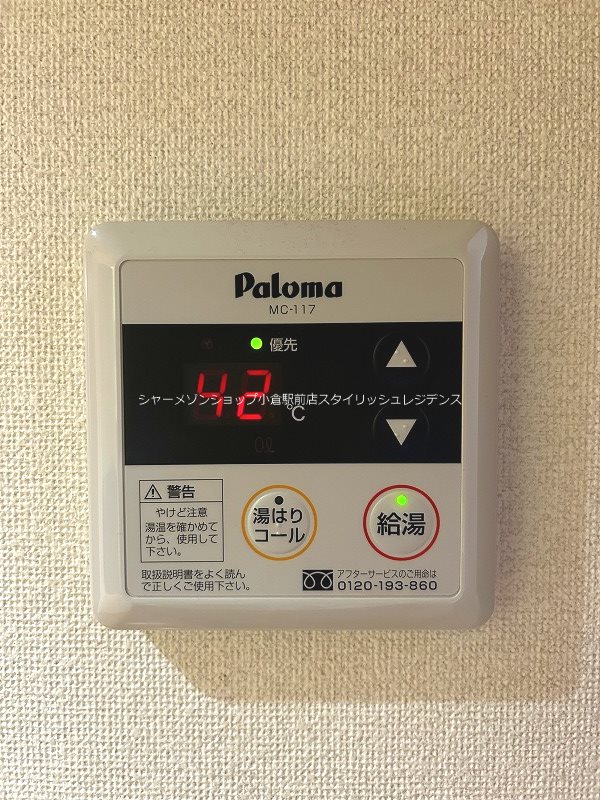 Paloma
MC-117
優先
42
℃
シャーメゾンショップ小倉駅前店スタイリッシュレジデンス
警告
やけど注意
湯温を確かめて
から、使用して
下さい。
湯はり
コール
給湯
取扱説明書をよく読ん
で正しくご使用下さい。
アフターサービスのご用命は
0120-193-860